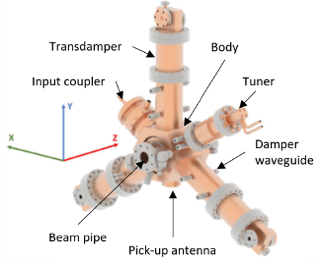 Transdamper
Body
Input coupler
Tuner
Y
X
Z
Damper
waveguide
Beam pipe
Pick-up antenna